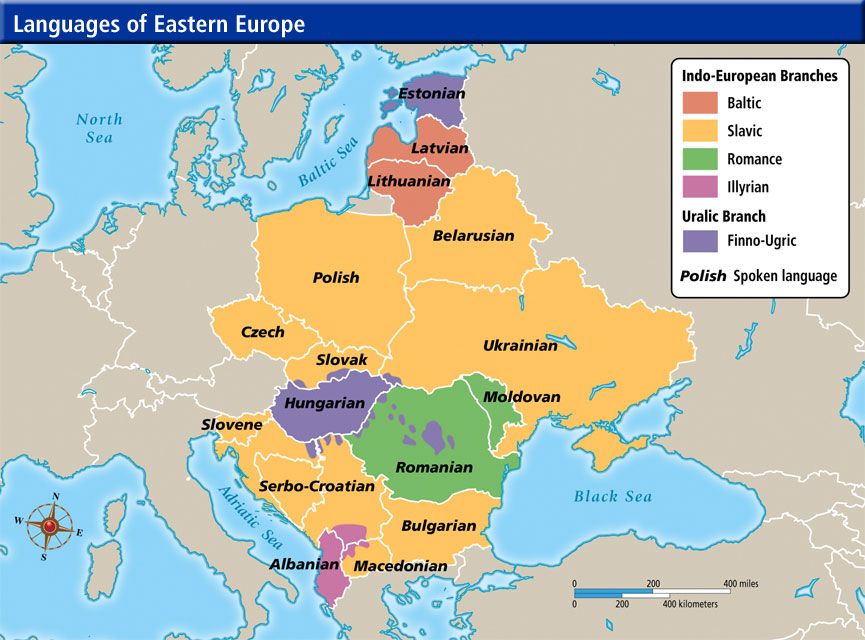 Languages of Eastern Europe
Indo-European Branches
Baltic
Slavic
Romance
Illyrian
Uralic Branch
Finno-Ugric
Polish Spoken language
North
Sea
Baltic Sea
Estonian
Latvian
Lithuanian
Belarusian
Polish
Czech
Ukrainian
Slovak
Hungarian
Moldovan
Slovene
Romanian
Serbo-Croatian
Black Sea
Adriatic Sea
Bulgarian
Albanian
Macedonian
N
W
E
S
0 200 400 miles
0 200 400 kilometers